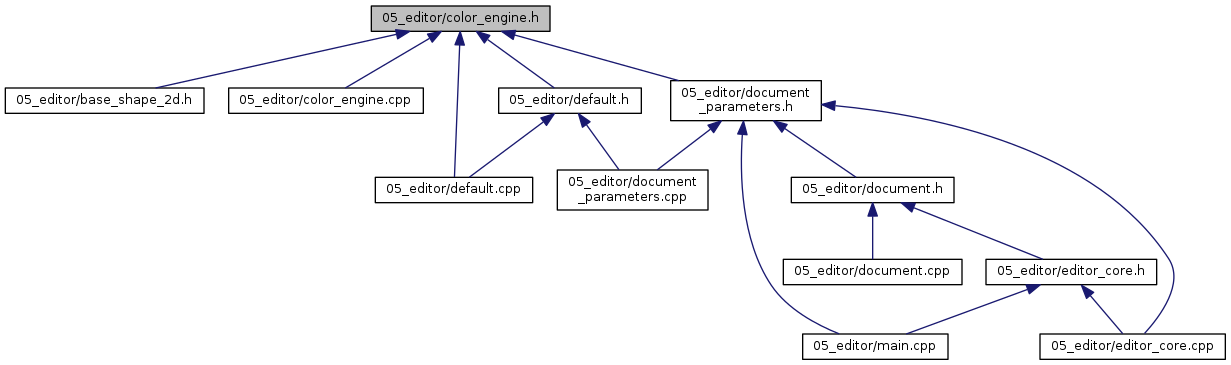 05_editor/color_engine.h
05_editor/base_shape_2d.h
05_editor/color_engine.cpp
05_editor/default.h
05_editor/document
_parameters.h
05_editor/default.cpp
05_editor/document
_parameters.cpp
05_editor/document.h
05_editor/document.cpp
05_editor/editor_core.h
05_editor/main.cpp
05_editor/editor_core.cpp